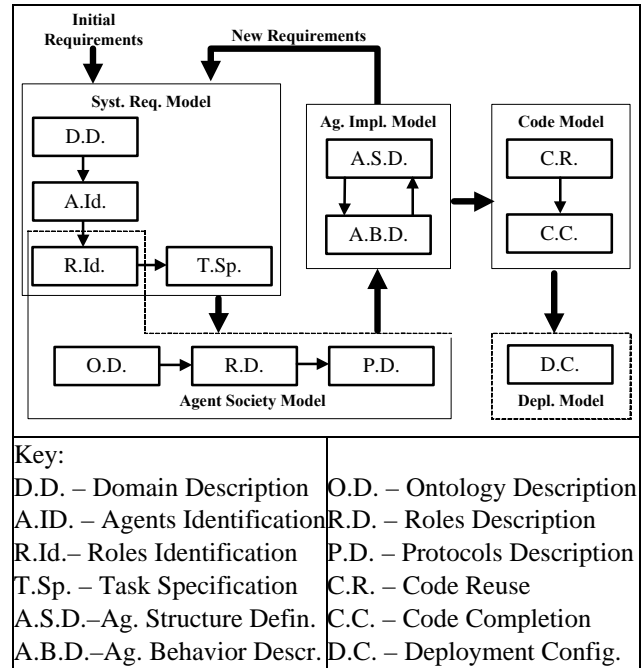 Initial
Requirements
New Requirements
Syst. Req. Model
D.D.
A.Id.
R.Id.
T.Sp.
Ag. Impl. Model
A.S.D.
A.B.D.
Code Model
C.R.
C.C.
O.D.
R.D.
P.D.
Agent Society Model
D.C.
Depl. Model
Key:
D.D. – Domain Description
A.ID. – Agents Identification
R.Id.– Roles Identification
T.Sp. – Task Specification
A.S.D.–Ag. Structure Defin.
A.B.D.–Ag. Behavior Descr.
O.D. – Ontology Description
R.D. – Roles Description
P.D. – Protocols Description
C.R. – Code Reuse
C.C. – Code Completion
D.C. – Deployment Config.